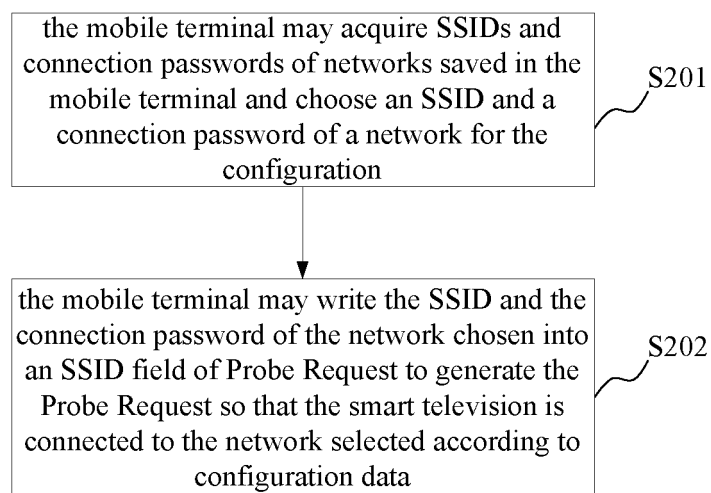 the mobile terminal may acquire SSIDs and
connection passwords of networks saved in the
mobile terminal and choose an SSID and a
connection password of a network for the
configuration
S201
the mobile terminal may write the SSID and the
connection password of the network chosen into
an SSID field of Probe Request to generate the
Probe Request so that the smart television is
connected to the network selected according to
configuration data
S202